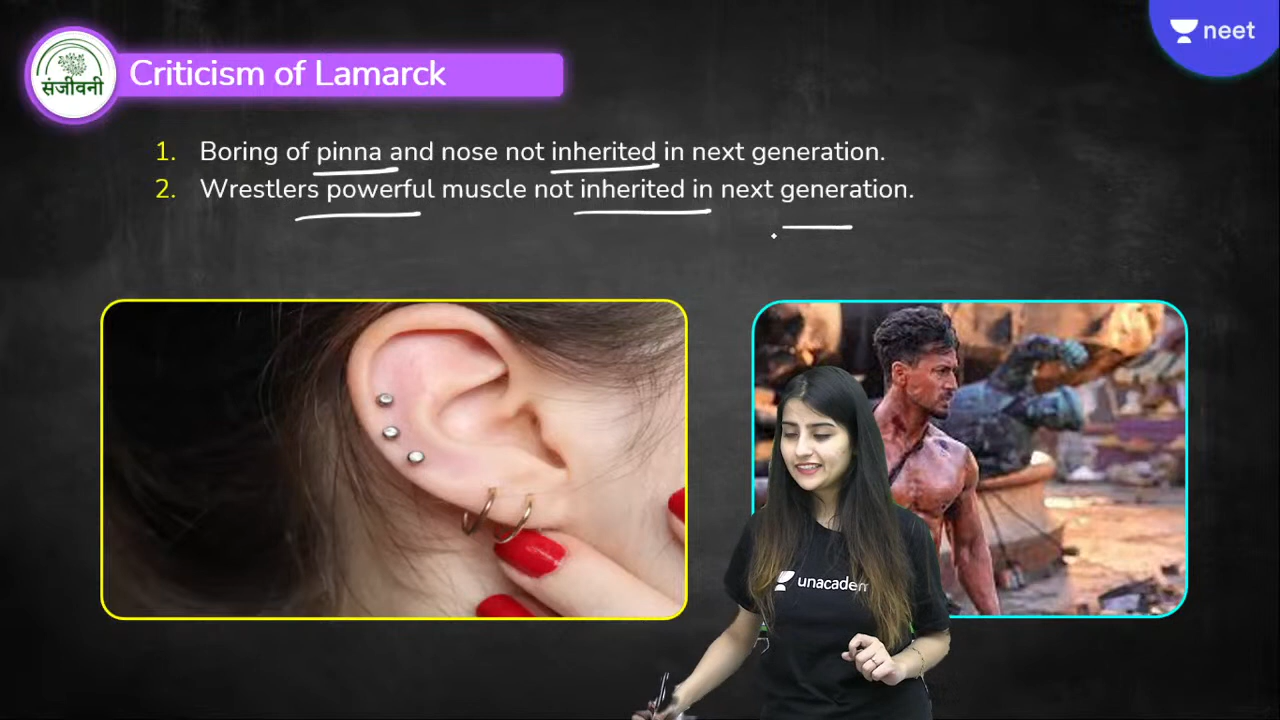 neet
संजीवनी
Criticism of Lamarck
1. Boring of pinna and nose not inherited in next generation.
2. Wrestlers powerful muscle not inherited in next generation.
unacadem